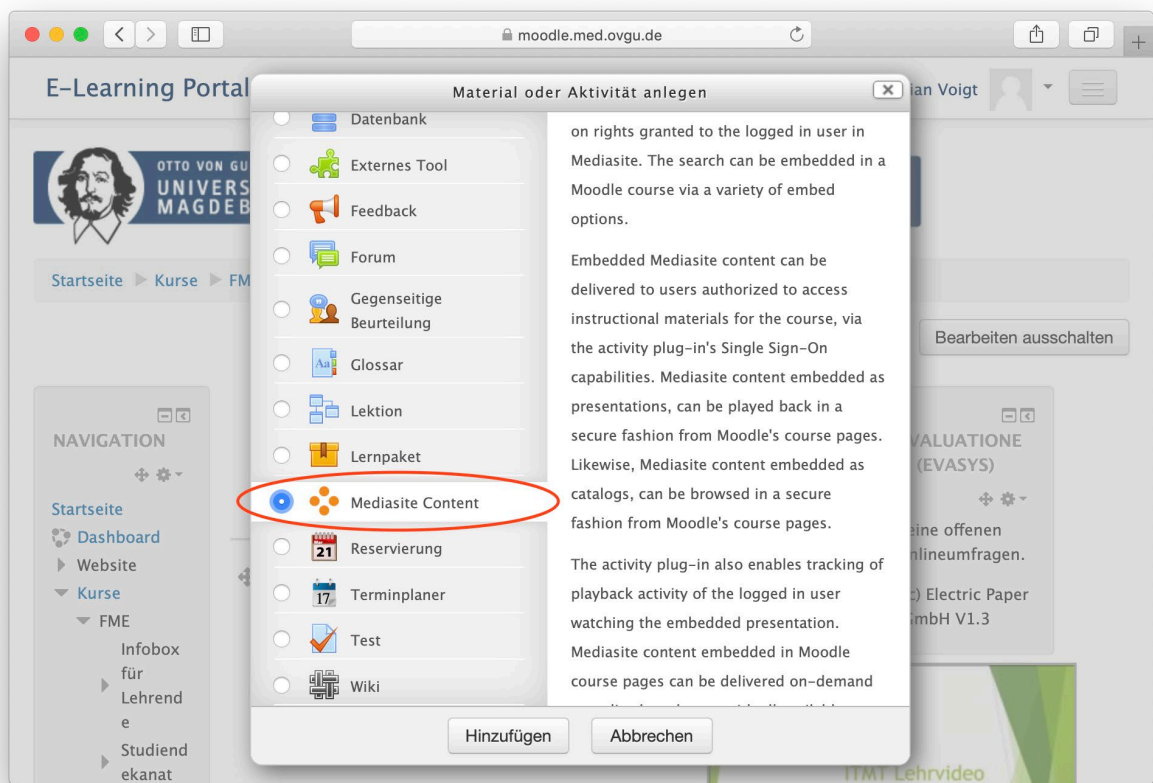 moodle.med.ovgu.de
E-Learning Portal
ian Voigt
Material oder Aktivität anlegen
OTTO VON GU
UNIVERS
MAGDEB
Startseite Kurse FM
Bearbeiten ausschalten
NAVIGATION
Startseite
Dashboard
Website
Kurse
FME
Infobox
für
Lehrend
e
Studiend
ekanat
Datenbank
Externes Tool
Feedback
Forum
Gegenseitige
Beurteilung
Glossar
Lektion
Lernpaket
Mediasite Content
Reservierung
Terminplaner
Test
Wiki
on rights granted to the logged in user in
Mediasite. The search can be embedded in a
Moodle course via a variety of embed
options.
Embedded Mediasite content can be
delivered to users authorized to access
instructional materials for the course, via
the activity plug-in's Single Sign-On
capabilities. Mediasite content embedded as
presentations, can be played back in a
secure fashion from Moodle's course pages.
Likewise, Mediasite content embedded as
catalogs, can be browsed in a secure
fashion from Moodle's course pages.
The activity plug-in also enables tracking of
playback activity of the logged in user
watching the embedded presentation.
Mediasite content embedded in Moodle
course pages can be delivered on-demand
Hinzufügen
Abbrechen
VALUATIONE
(EVASYS)
eine offenen
nlineumfragen.
c) Electric Paper
mbH V1.3
ITMT Lehrvideo